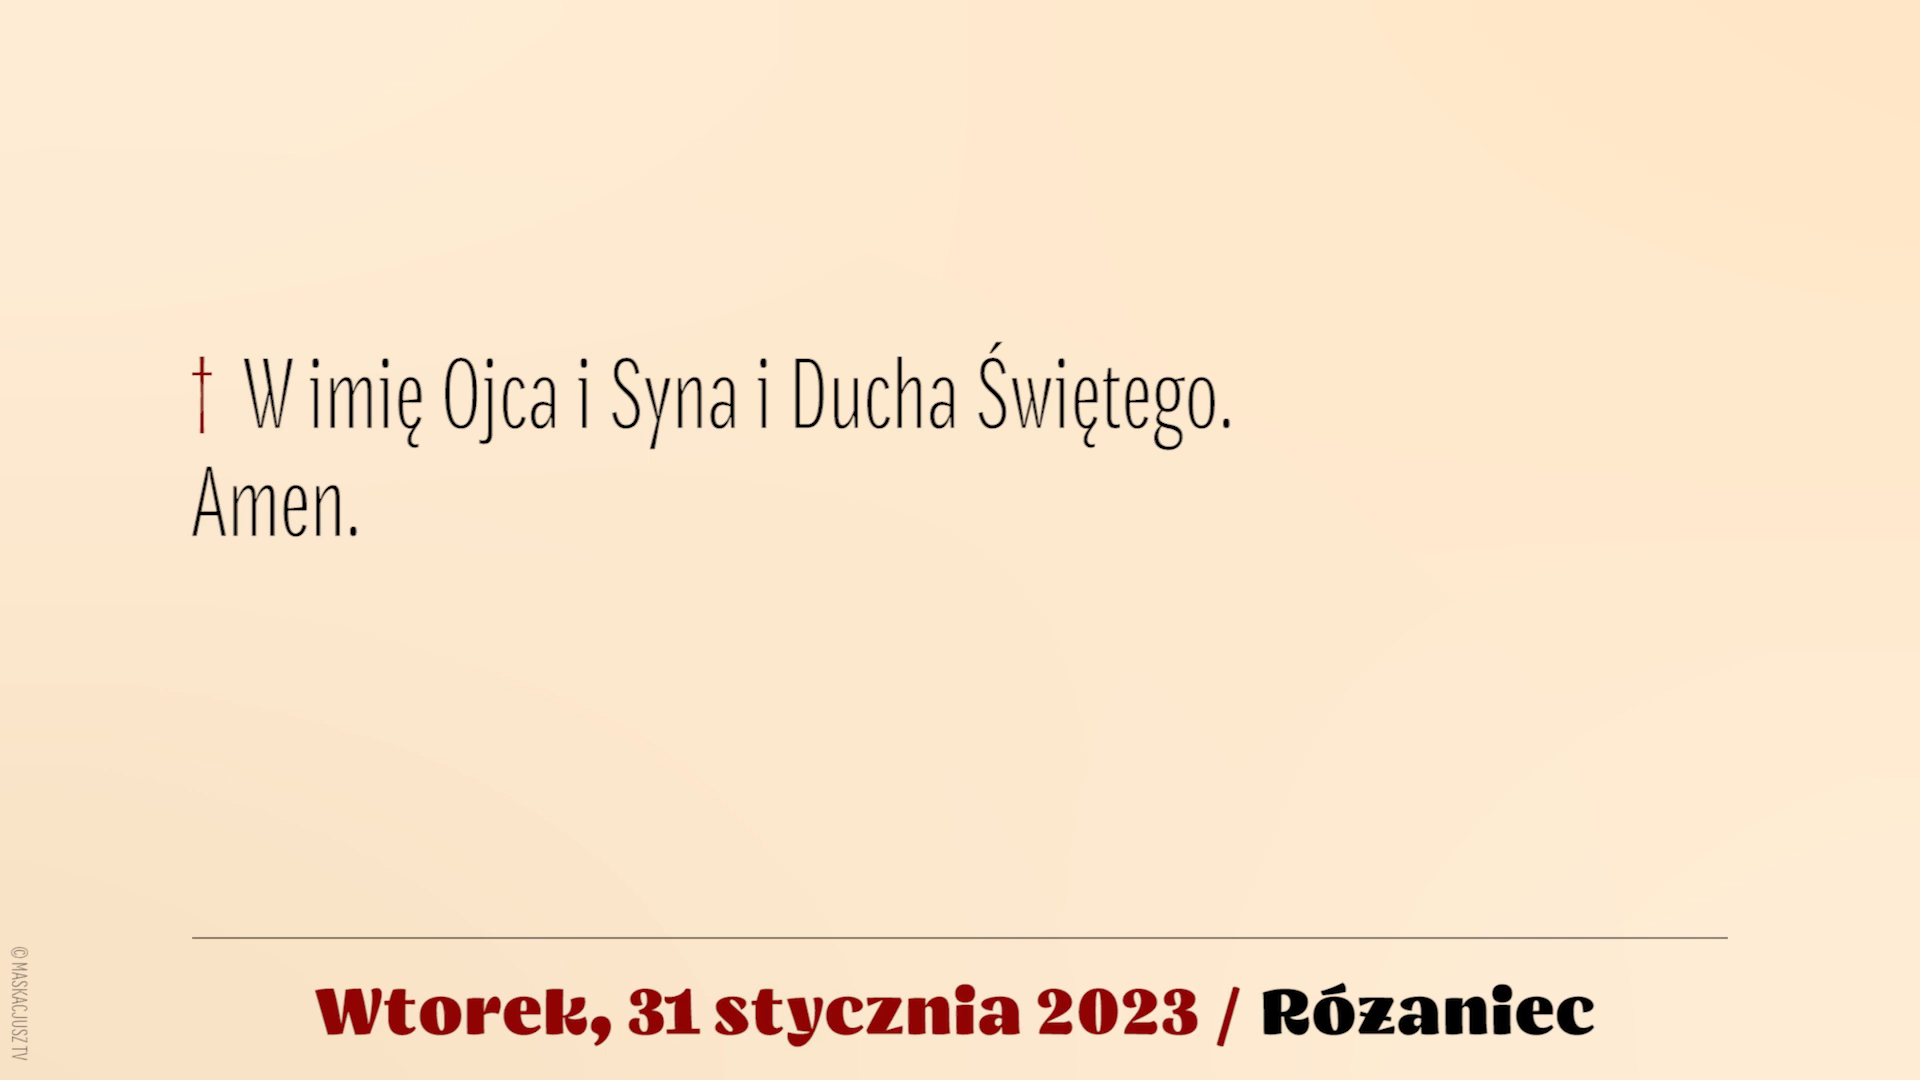 † W imię Ojca i Syna i Ducha Świętego.
Amen.
Wtorek, 31 stycznia 2023 / Różaniec
© MASKACJUSZ TV